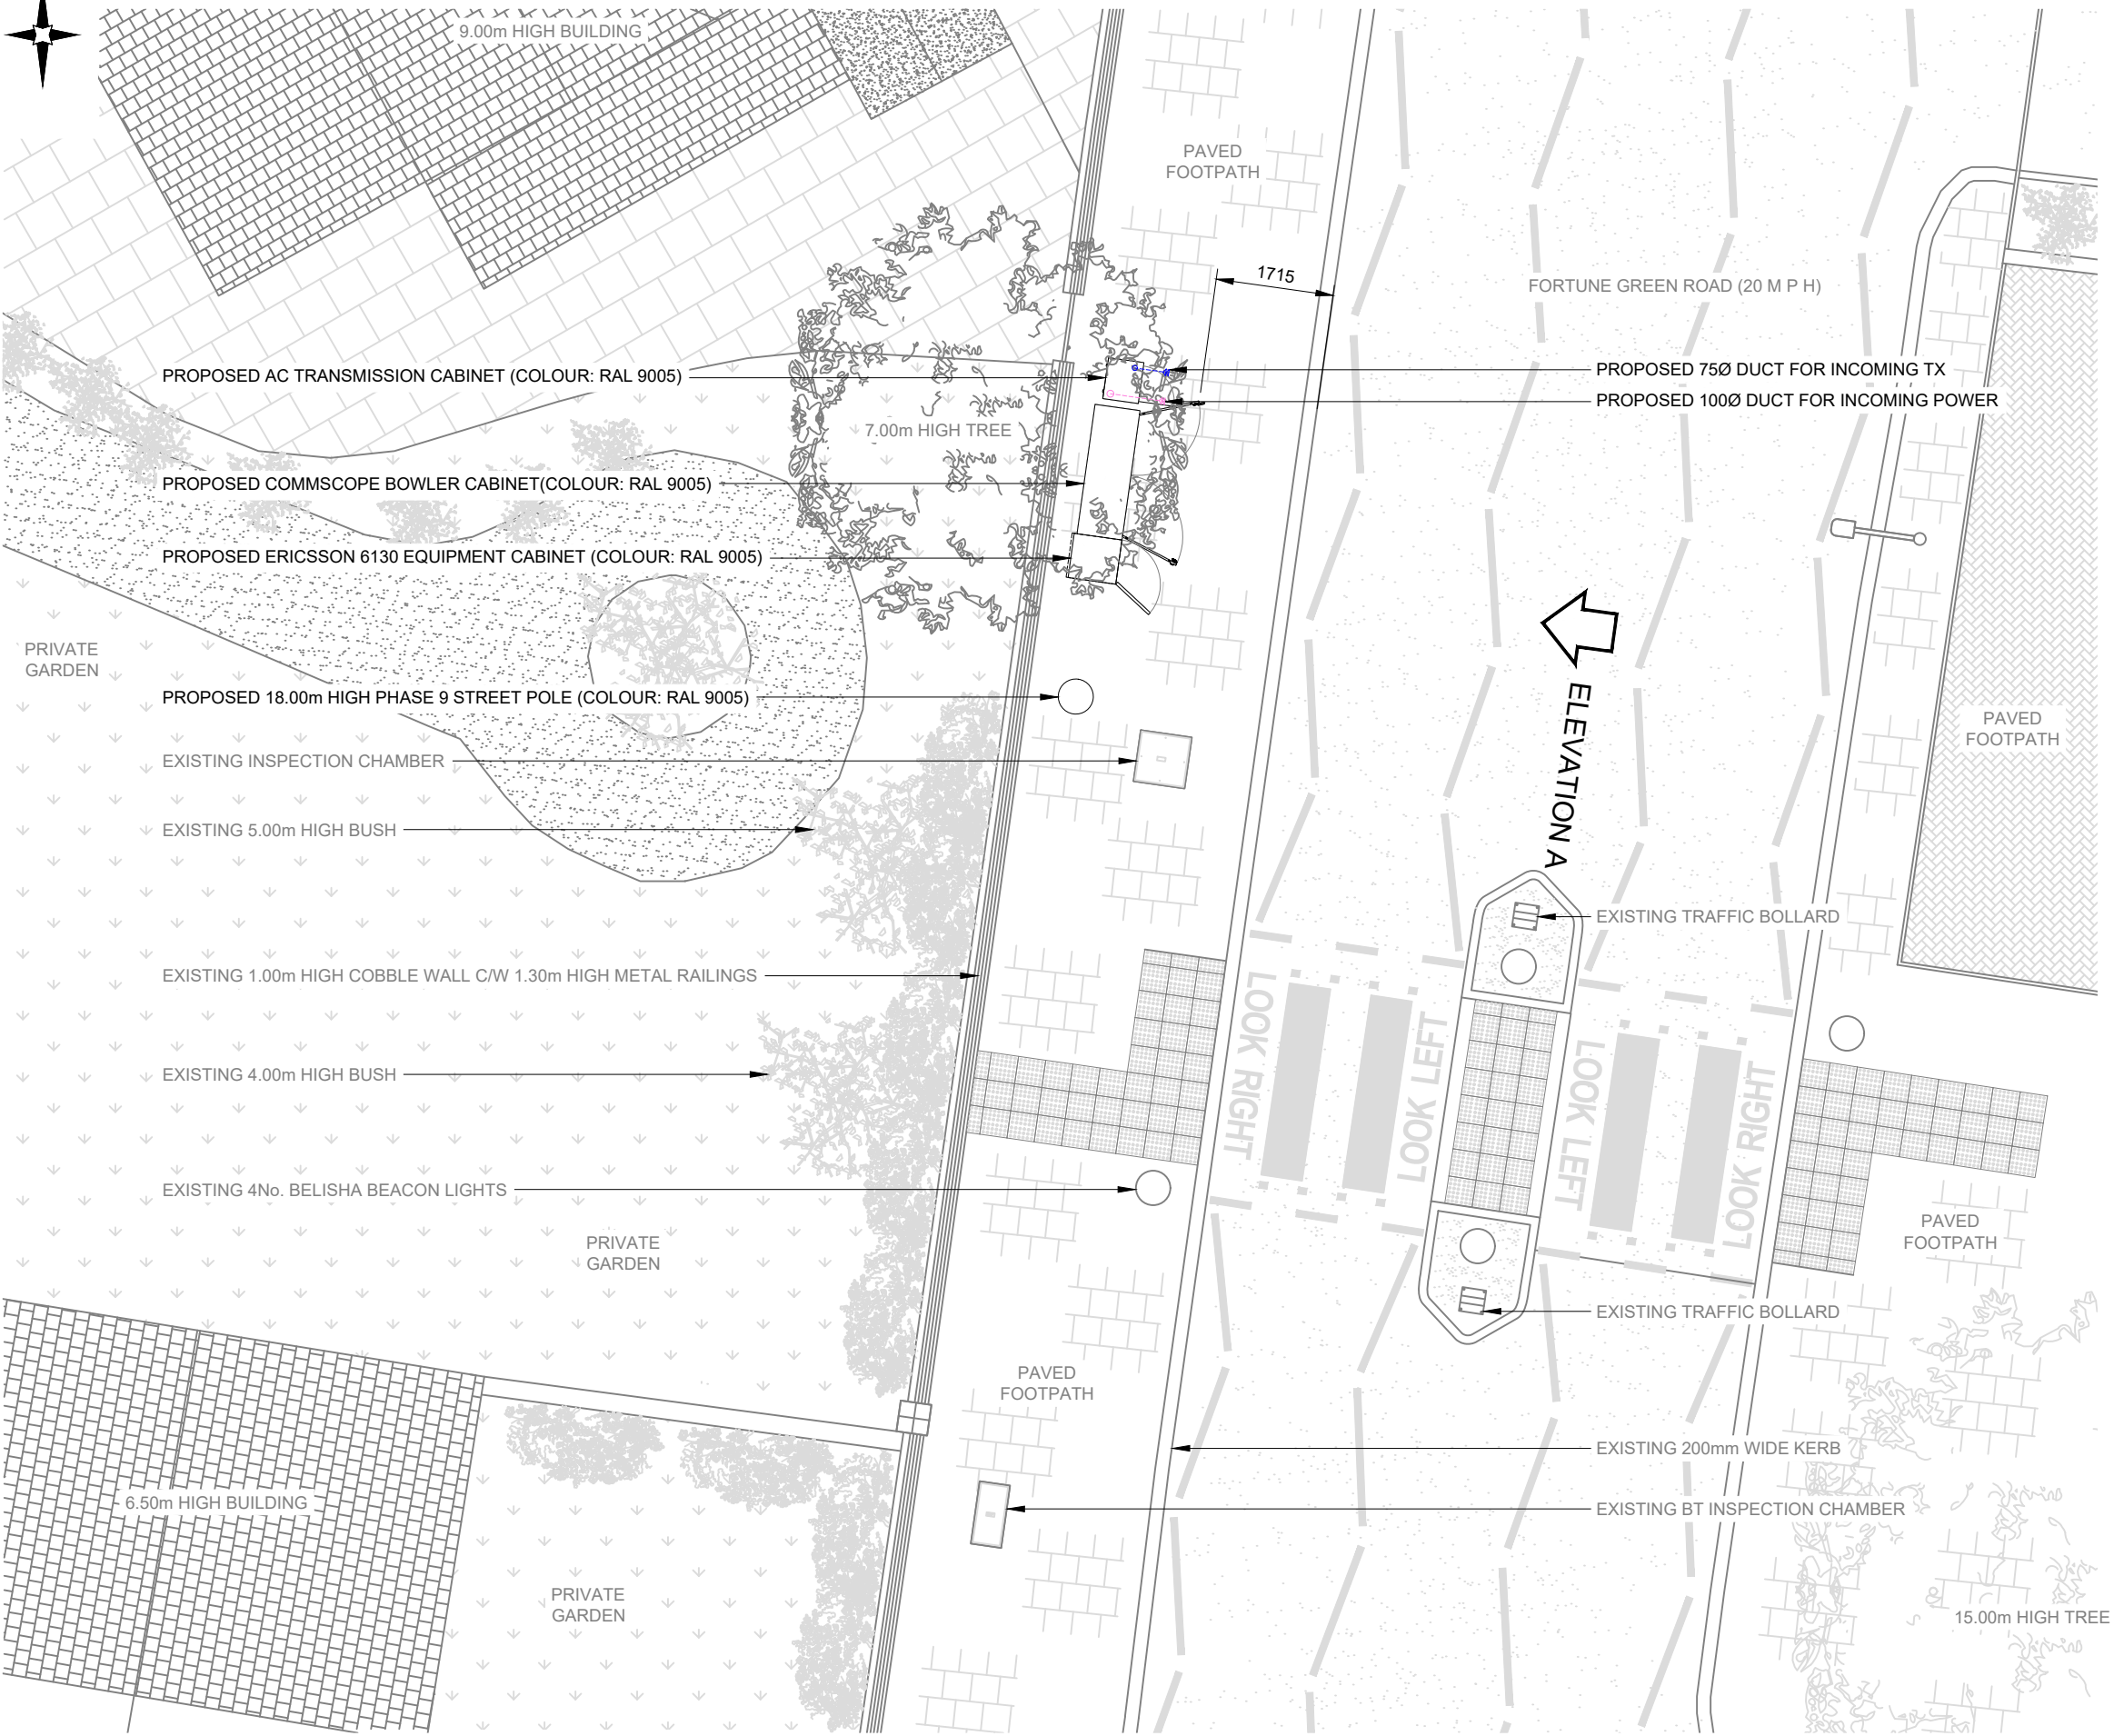 9.00m HIGH BUILDING
PAVED
FOOTPATH
1715
FORTUNE GREEN ROAD (20 M P H)
PROPOSED AC TRANSMISSION CABINET (COLOUR: RAL 9005)
PROPOSED 75Ø DUCT FOR INCOMING TX
PROPOSED 100Ø DUCT FOR INCOMING POWER
7.00m HIGH TREE
PROPOSED COMMSCOPE BOWLER CABINET(COLOUR: RAL 9005)
PROPOSED ERICSSON 6130 EQUIPMENT CABINET (COLOUR: RAL 9005)
PRIVATE
GARDEN
PROPOSED 18.00m HIGH PHASE 9 STREET POLE (COLOUR: RAL 9005)
ELEVATION A
PAVED
FOOTPATH
EXISTING INSPECTION CHAMBER
EXISTING 5.00m HIGH BUSH
EXISTING TRAFFIC BOLLARD
EXISTING 1.00m HIGH COBBLE WALL C/W 1.30m HIGH METAL RAILINGS
LOOK RIGHT
LOOK LEFT
LOOK LEFT
LOOK RIGHT
EXISTING 4.00m HIGH BUSH
EXISTING 4No. BELISHA BEACON LIGHTS
PRIVATE
GARDEN
PAVED
FOOTPATH
EXISTING TRAFFIC BOLLARD
PAVED
FOOTPATH
EXISTING 200mm WIDE KERB
6.50m HIGH BUILDING
EXISTING BT INSPECTION CHAMBER
PRIVATE
GARDEN
15.00m HIGH TREE